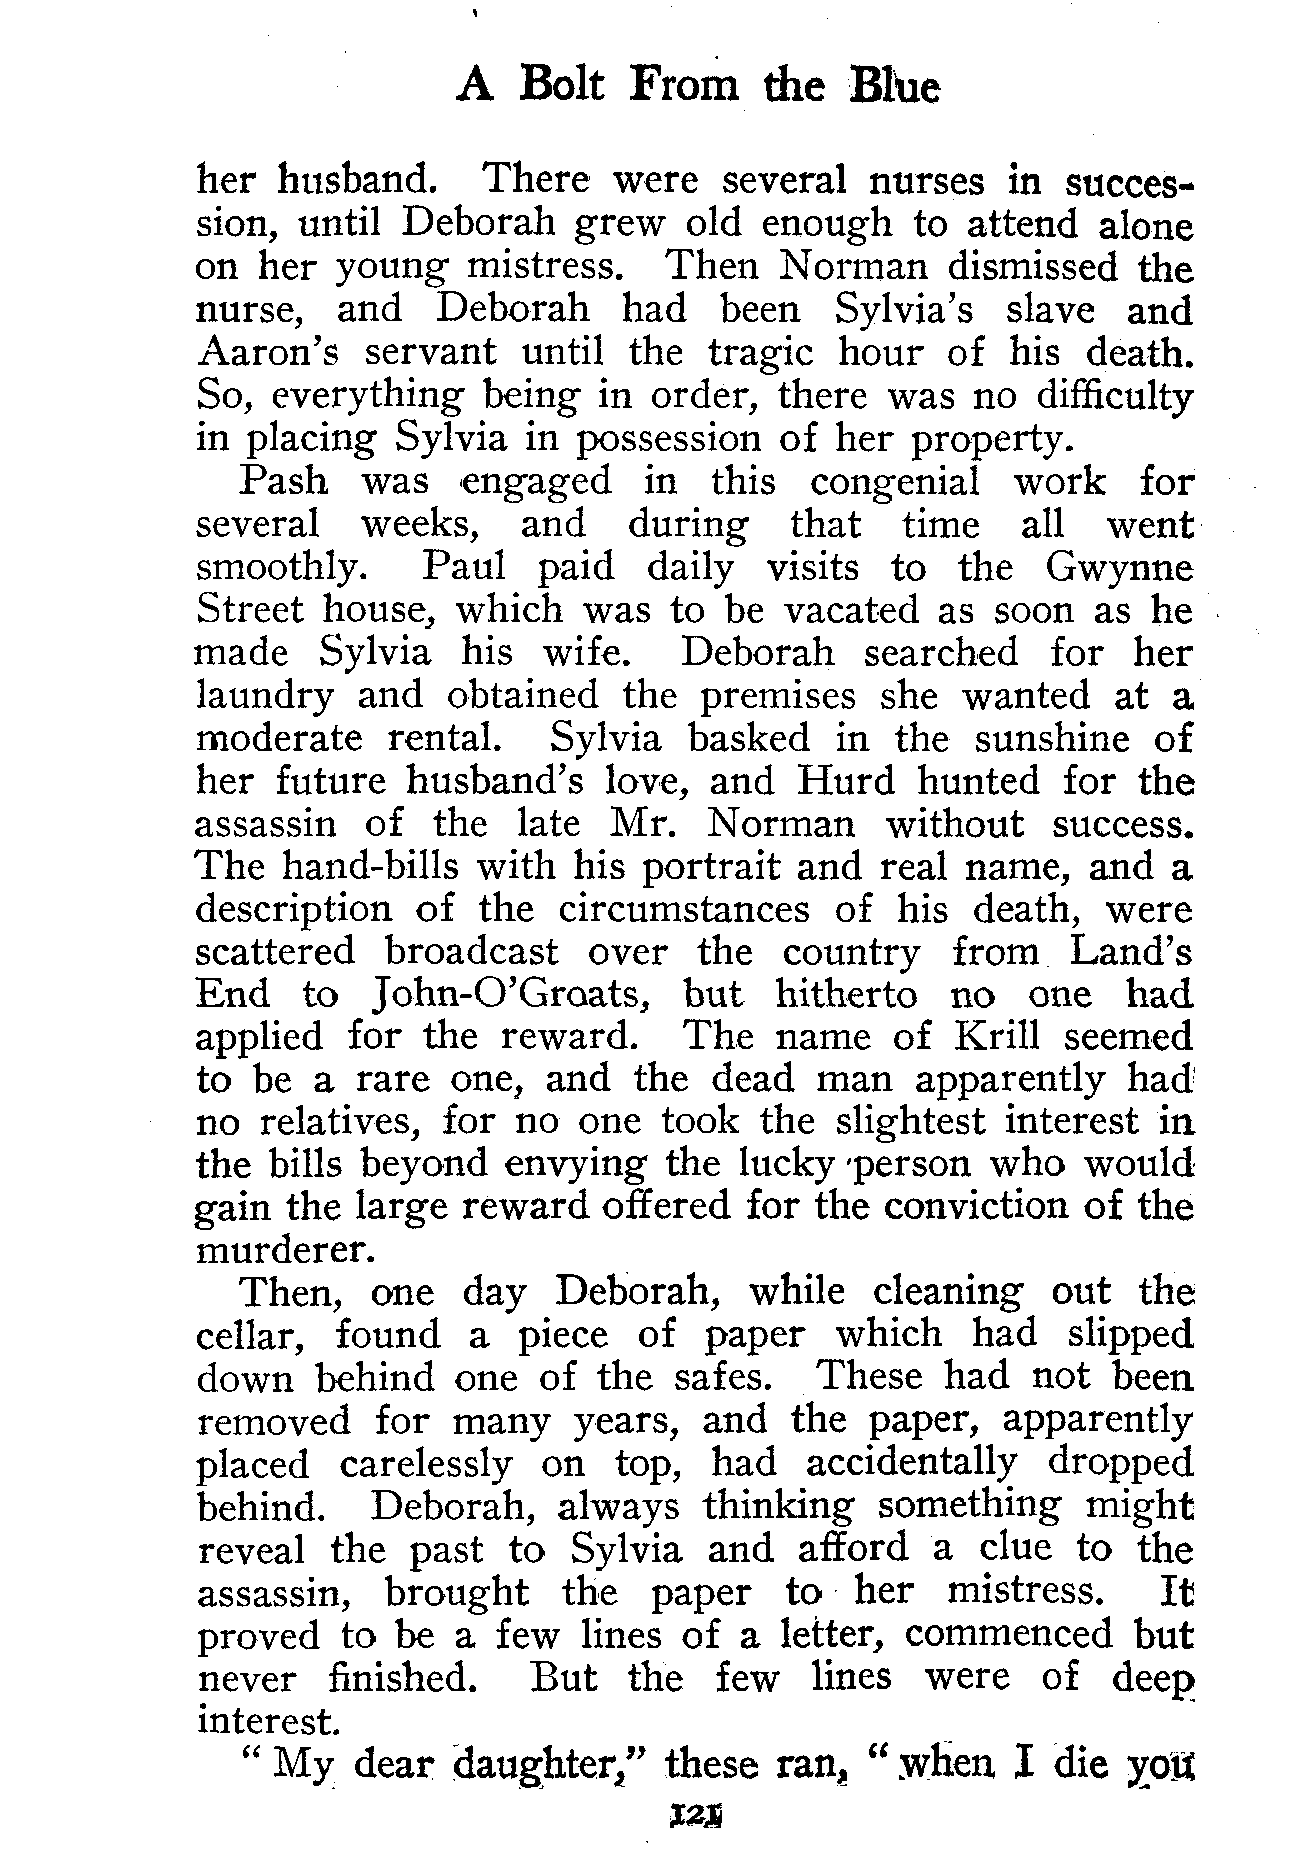 A Bolt From the Blue
her husband. There were several nurses in succes-
sion, until Deborah grew old enough to attend alone
on her young mistress. Then Norman dismissed the
nurse, and Deborah had been Sylvia's slave and
Aaron's servant until the tragic hour of his death.
So, everything being in order, there was no difficulty
in placing Sylvia in possession of her property.
Pash was engaged in this congenial work for
several weeks, and during that time all went
smoothly. Paul paid daily visits to the Gwynne
Street house, which was to be vacated as soon as he
made Sylvia his wife. Deborah searched for her
laundry and obtained the premises she wanted at a
moderate rental. Sylvia basked in the sunshine of
her future husband's love, and Hurd hunted for the
assassin of the late Mr. Norman without success.
The hand-bills with his portrait and real name, and a
description of the circumstances of his death, were
scattered broadcast over the country from Land's
End to John-O'Groats, but hitherto no one had
applied for the reward. The name of Krill seemed
to be a rare one, and the dead man apparently had
no relatives, for no one took the slightest interest in
the bills beyond envying the lucky person who would
gain the large reward offered for the conviction of the
murderer.
Then, one day Deborah, while cleaning out the
cellar, found a piece of paper which had slipped
down behind one of the safes. These had not been
removed for many years, and the paper, apparently
placed carelessly on top, had accidentally dropped
behind. Deborah, always thinking something might
reveal the past to Sylvia and afford a clue to the
assassin, brought the paper to her mistress. It
proved to be a few lines of a letter, commenced but
never finished. But the few lines were of deep
interest.
"My dear daughter," these ran, "when I die you
121